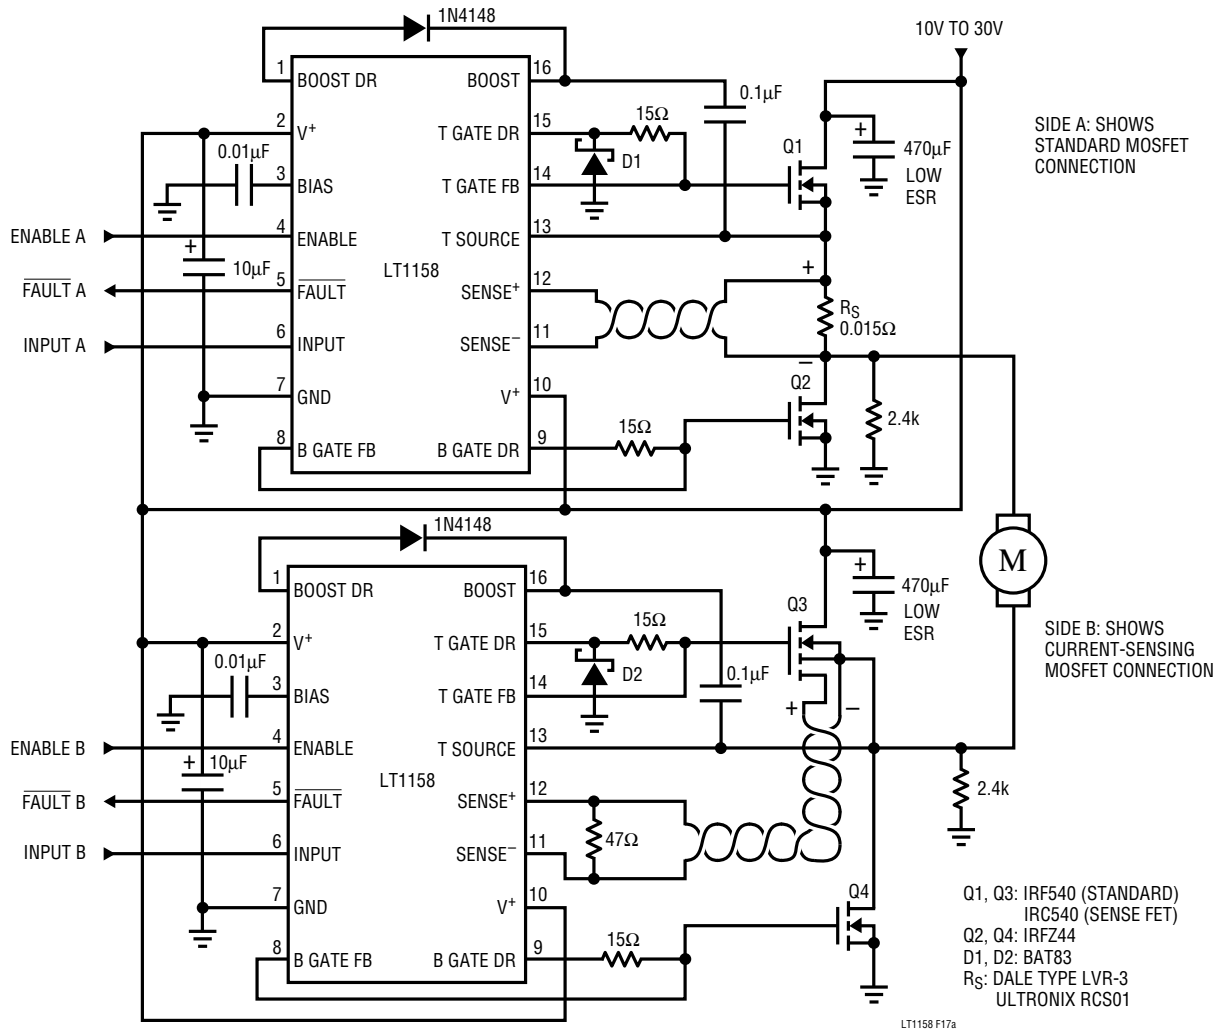 1N4148
10V TO 30V
1
BOOST DR
BOOST
16
0.1µF
2
V+
T GATE DR
15
15Ω
SIDE A: SHOWS
STANDARD MOSFET
CONNECTION
0.01µF
D1
Q1
+
470µF
LOW
ESR
3
BIAS
T GATE FB
14
ENABLE A
4
ENABLE
T SOURCE
13
+
10µF
LT1158
+
FAULT A
5
FAULT
SENSE+
12
RS
0.015Ω
INPUT A
6
INPUT
SENSE–
11
–
7
GND
V+
10
Q2
2.4k
8
B GATE FB
B GATE DR
9
15Ω
1N4148
M
1
BOOST DR
BOOST
16
+
470µF
LOW
ESR
Q3
2
V+
T GATE DR
15
15Ω
SIDE B: SHOWS
CURRENT-SENSING
MOSFET CONNECTION
0.01µF
D2
0.1µF
3
BIAS
T GATE FB
14
+
–
ENABLE B
4
ENABLE
T SOURCE
13
+
10µF
LT1158
2.4k
FAULT B
5
FAULT
SENSE+
12
47Ω
INPUT B
6
INPUT
SENSE–
11
7
GND
V+
10
Q4
8
B GATE FB
B GATE DR
9
15Ω
Q1, Q3: IRF540 (STANDARD)
IRC540 (SENSE FET)
Q2, Q4: IRFZ44
D1, D2: BAT83
RS: DALE TYPE LVR-3
ULTRONIX RCS01
LT1158 F17a